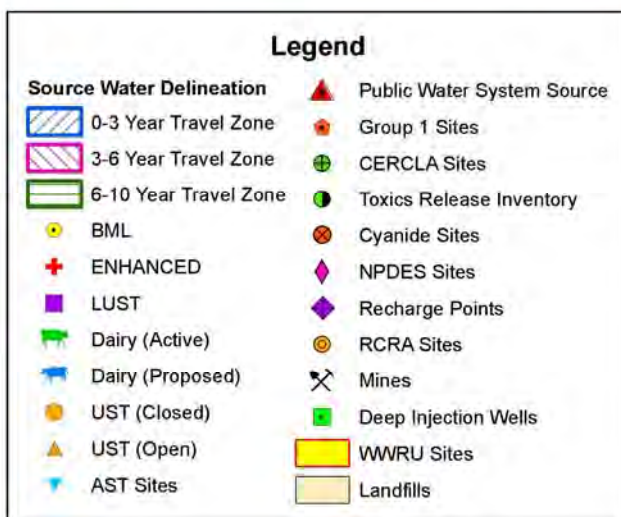 Legend
Source Water Delineation
0-3 Year Travel Zone
3-6 Year Travel Zone
6-10 Year Travel Zone
BML
ENHANCED
LUST
Dairy (Active)
Dairy (Proposed)
UST (Closed)
UST (Open)
AST Sites
Public Water System Source
Group 1 Sites
CERCLA Sites
Toxics Release Inventory
Cyanide Sites
NPDES Sites
Recharge Points
RCRA Sites
Mines
Deep Injection Wells
WWRU Sites
Landfills